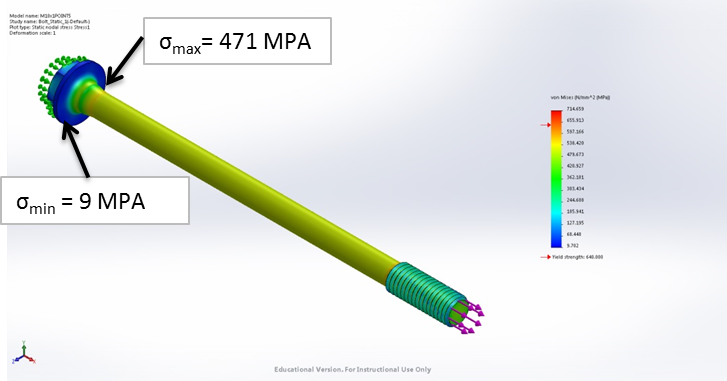 Model name: M10x1POINT5
Study name: Bolt_Static_1(-Default-)
Plot type: Static nodal stress Stress1
Deformation scale: 1
σmax= 471 MPA
σmin = 9 MPA
von Mises (N/mm^2 (MPa))
714.659
655.913
597.166
538.420
479.673
420.927
362.181
303.434
244.688
185.941
127.195
68.448
9.702
Yield strength: 640.000
Educational Version. For Instructional Use Only
Y
Z
X